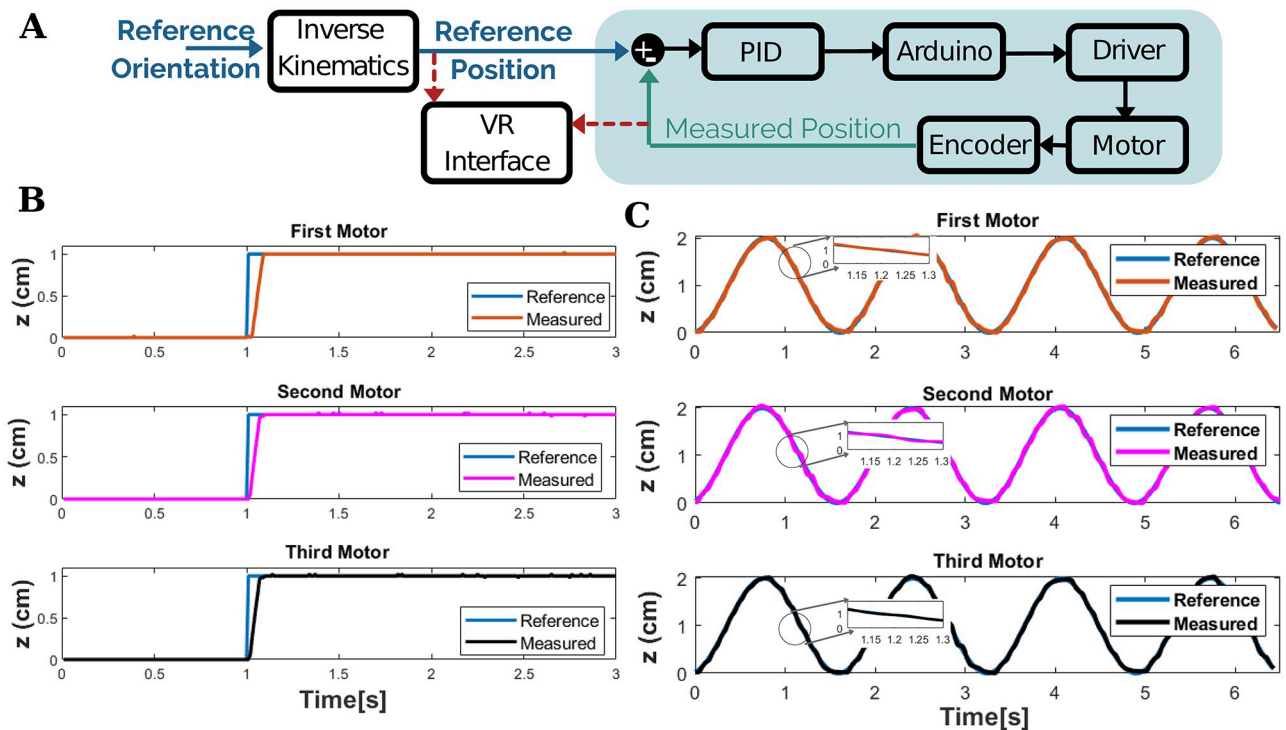 A
Reference
Orientation
Inverse
Kinematics
Reference
Position
+
-
PID
Arduino
Driver
VR
Interface
Measured Position
Encoder
Motor
B
First Motor
z (cm)
1
0.5
0
Reference
Measured
0 0.5 1 1.5 2 2.5 3
Second Motor
z (cm)
1
0.5
0
Reference
Measured
0 0.5 1 1.5 2 2.5 3
Third Motor
z (cm)
1
0.5
0
Reference
Measured
0 0.5 1 1.5 2 2.5 3
Time[s]
C
First Motor
z (cm)
2
1
0
1
0
1.15 1.2 1.25 1.3
Reference
Measured
0 1 2 3 4 5 6
Second Motor
z (cm)
2
1
0
1
0
1.15 1.2 1.25 1.3
Reference
Measured
0 1 2 3 4 5 6
Third Motor
z (cm)
2
1
0
1
0
1.15 1.2 1.25 1.3
Reference
Measured
0 1 2 3 4 5 6
Time[s]